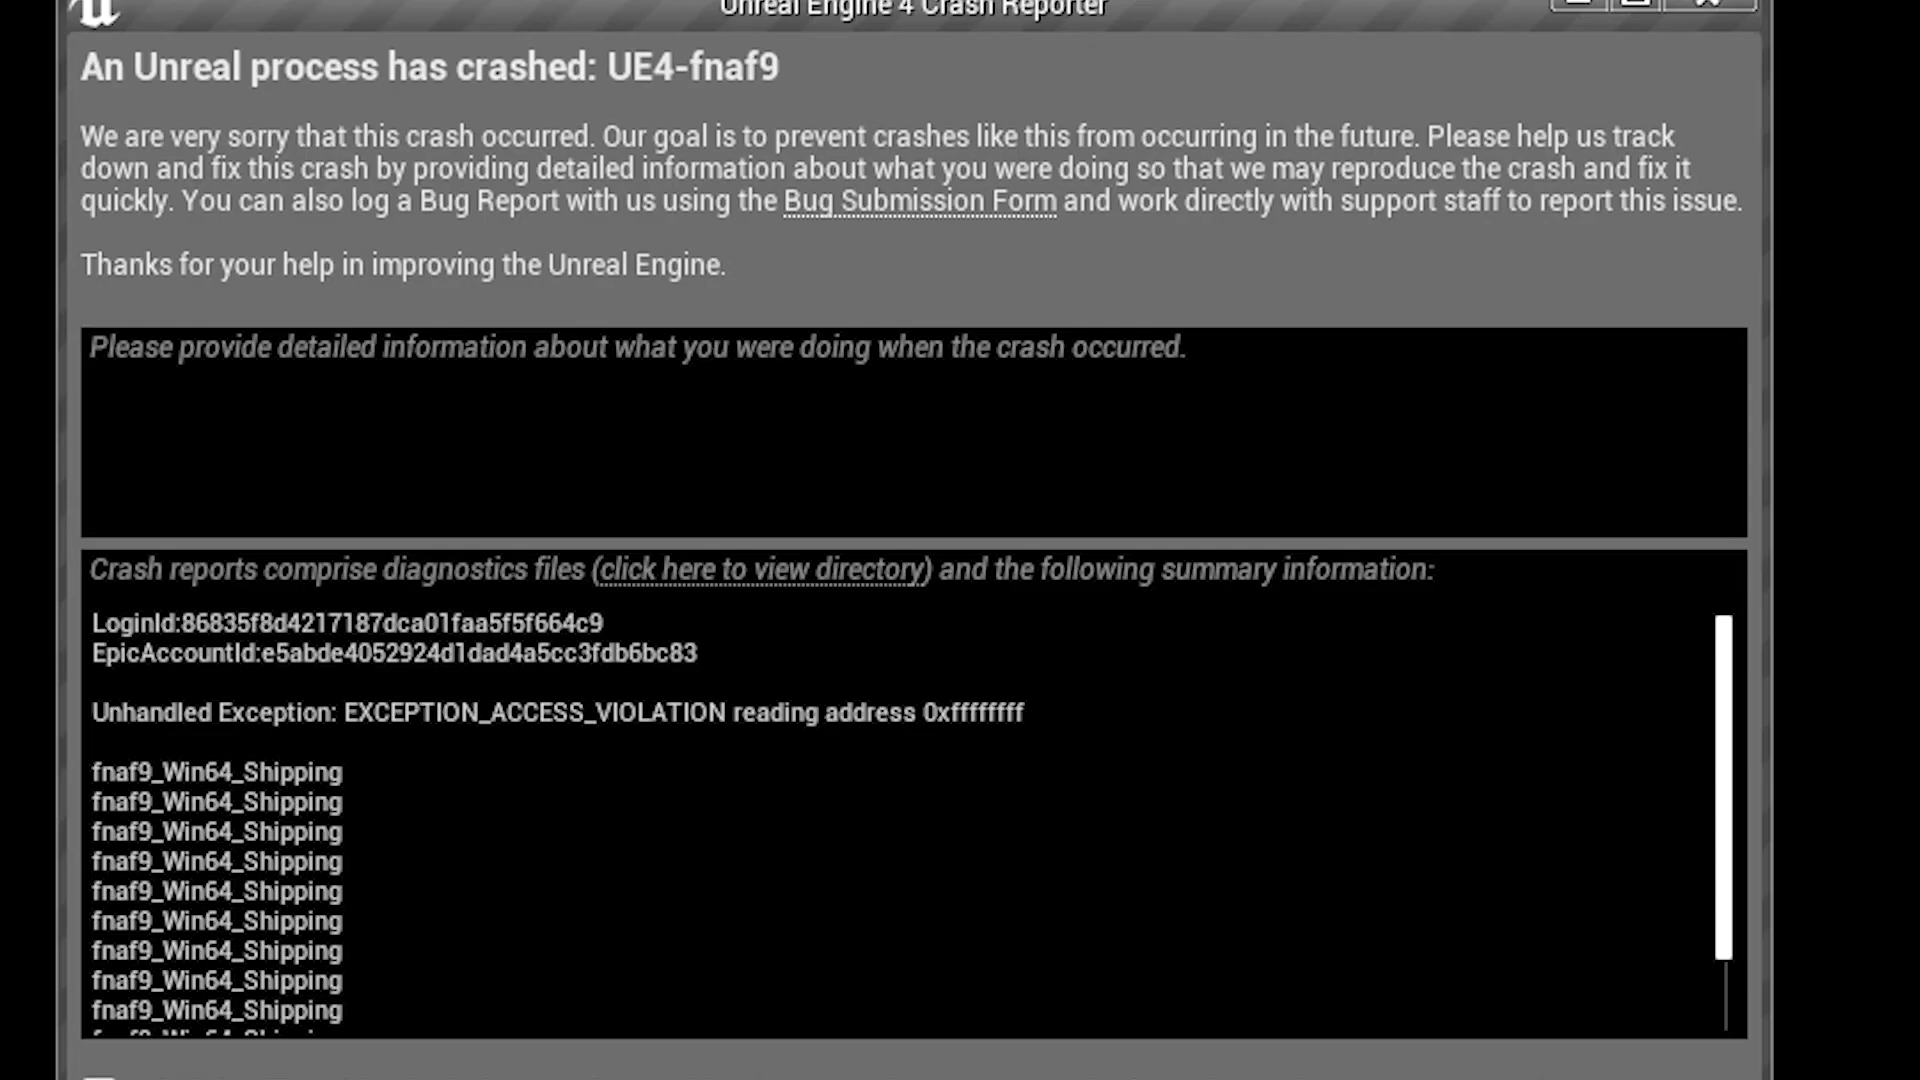 Unreal Engine 4 Crash Reporter
An Unreal process has crashed: UE4-fnaf9
We are very sorry that this crash occurred. Our goal is to prevent crashes like this from occurring in the future. Please help us track
down and fix this crash by providing detailed information about what you were doing so that we may reproduce the crash and fix it
quickly. You can also log a Bug Report with us using the Bug Submission Form and work directly with support staff to report this issue.
Thanks for your help in improving the Unreal Engine.
Please provide detailed information about what you were doing when the crash occurred.
Crash reports comprise diagnostics files (click here to view directory) and the following summary information:
LoginId:86835f8d4217187dca01faa5f5f664c9
EpicAccountId:e5abde4052924d1dad4a5cc3fdb6bc83
Unhandled Exception: EXCEPTION_ACCESS_VIOLATION reading address 0xffffffff
fnaf9_Win64_Shipping
fnaf9_Win64_Shipping
fnaf9_Win64_Shipping
fnaf9_Win64_Shipping
fnaf9_Win64_Shipping
fnaf9_Win64_Shipping
fnaf9_Win64_Shipping
fnaf9_Win64_Shipping
fnaf9_Win64_Shipping